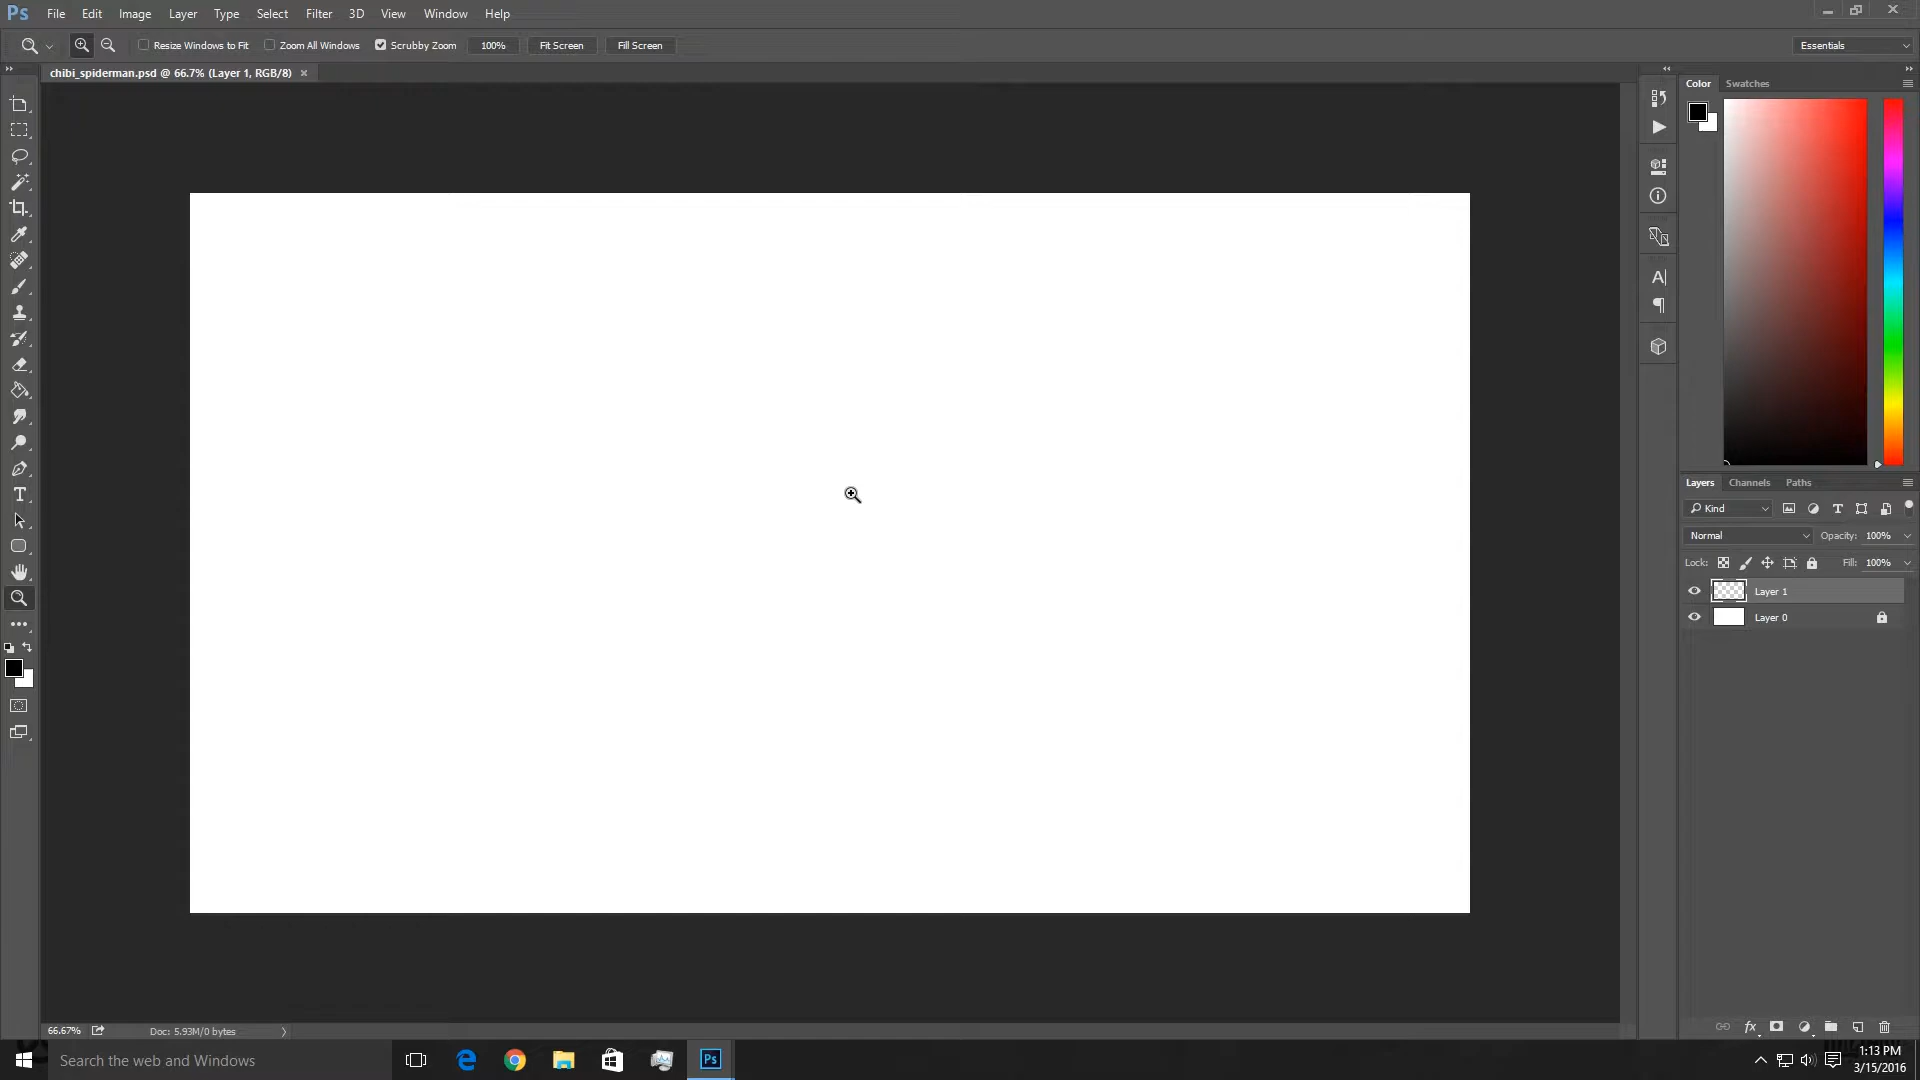 Ps File Edit Image Layer Type Select Filter 3D View Window Help
Resize Windows to Fit Zoom All Windows Scrubby Zoom 100% Fit Screen Fill Screen Essentials
chibi_spiderman.psd @ 66.7% (Layer 1, RGB/8)
Color Swatches
Layers Channels Paths
Kind
Normal Opacity: 100%
Lock: Fill: 100%
Layer 1
Layer 0
66.67% Doc: 5.93M/0 bytes
Search the web and Windows
Ps
1:13 PM
3/15/2016